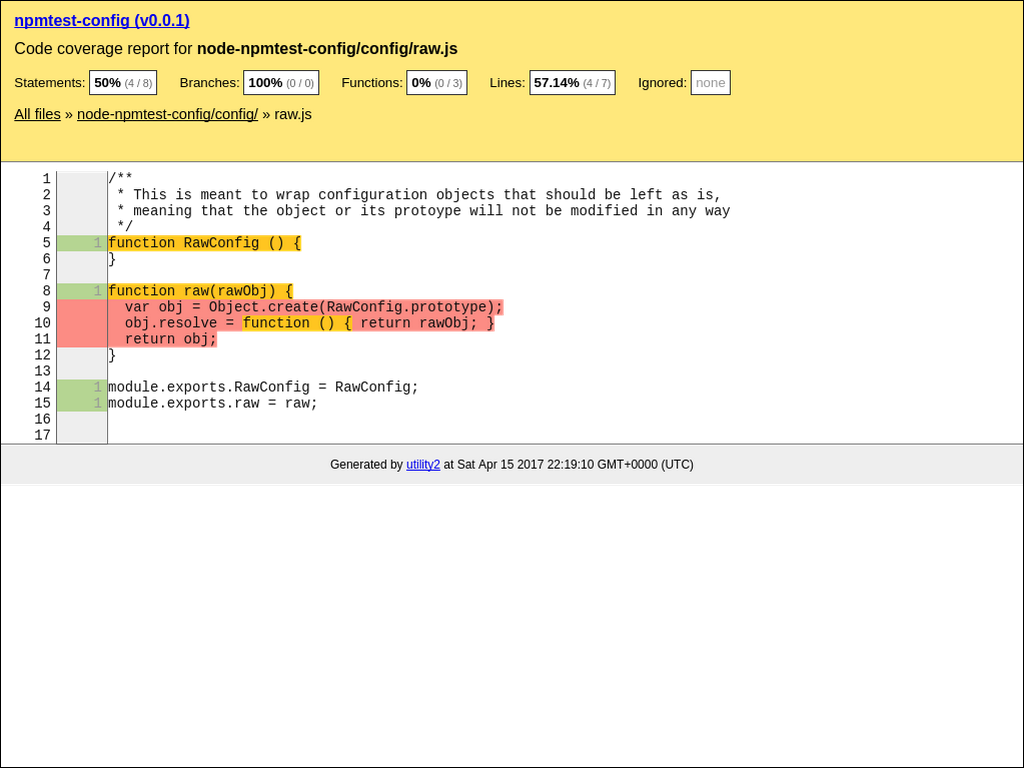 npmtest-config (v0.0.1)
Code coverage report for node-npmtest-config/config/raw.js
Statements: 50% (4 / 8) Branches: 100% (0 / 0) Functions: 0% (0 / 3) Lines: 57.14% (4 / 7) Ignored: none
All files » node-npmtest-config/config/ » raw.js
1 /**
2  * This is meant to wrap configuration objects that should be left as is,
3  * meaning that the object or its protoype will not be modified in any way
4  */
5 1 function RawConfig () {
6 }
7
8 1 function raw(rawObj) {
9   var obj = Object.create(RawConfig.prototype);
10   obj.resolve = function () { return rawObj; }
11   return obj;
12 }
13
14 1 module.exports.RawConfig = RawConfig;
15 1 module.exports.raw = raw;
16
17
Generated by utility2 at Sat Apr 15 2017 22:19:10 GMT+0000 (UTC)